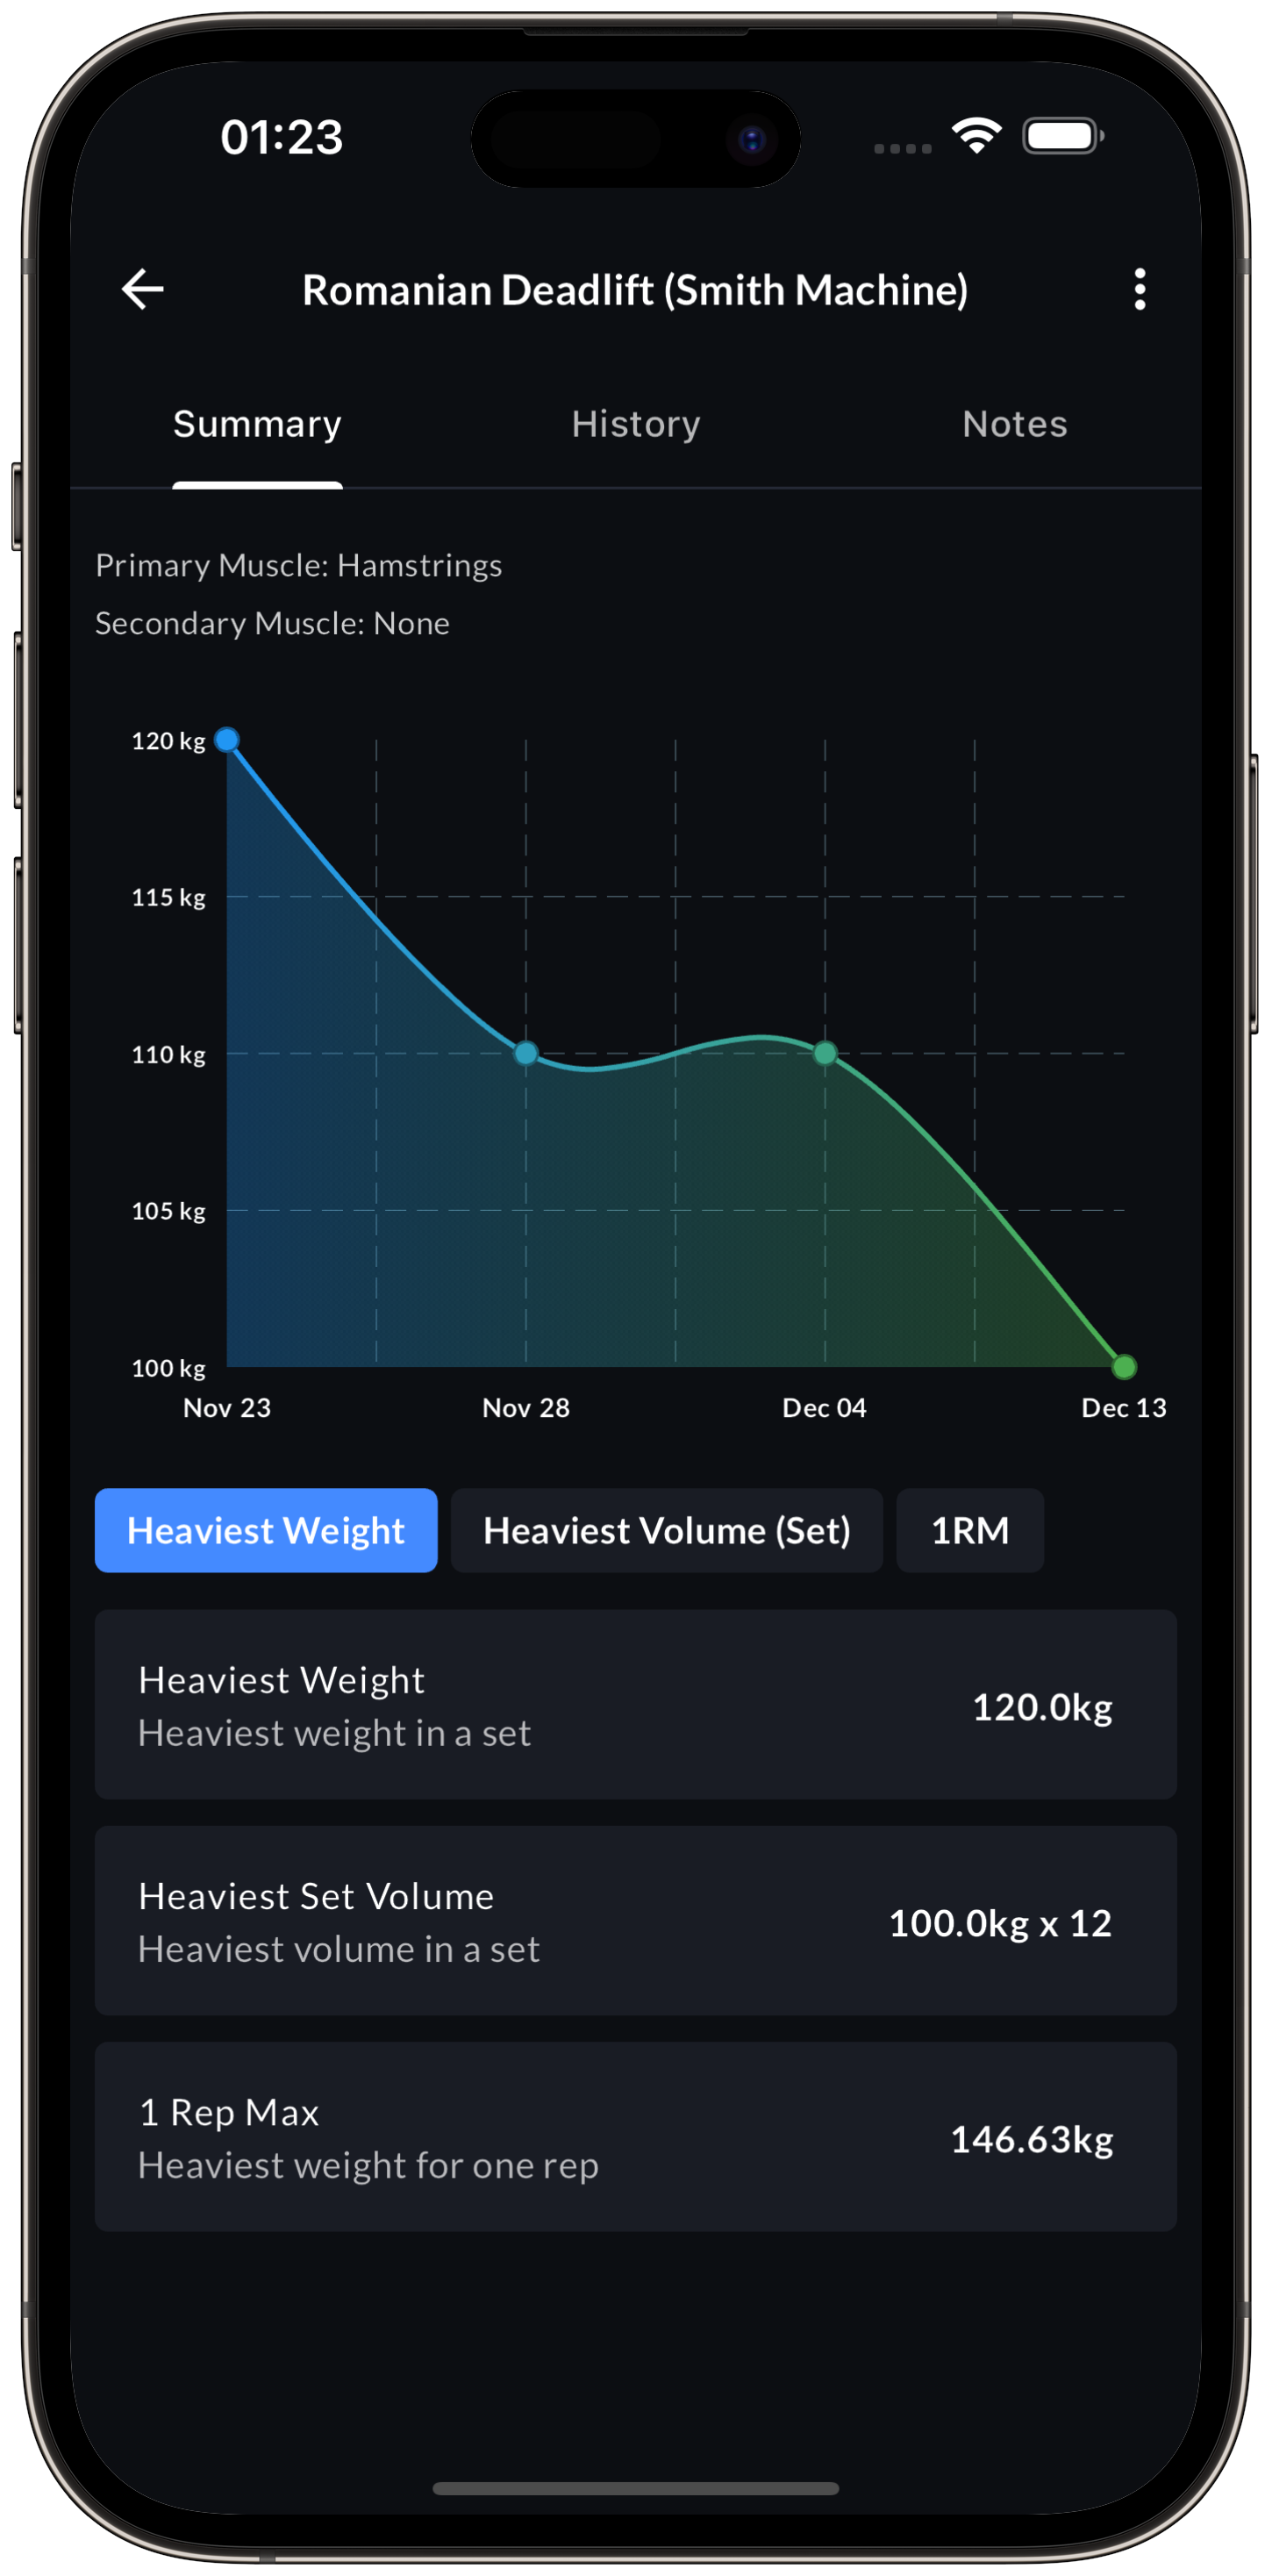 01:23
Romanian Deadlift (Smith Machine)
Summary History Notes
Primary Muscle: Hamstrings
Secondary Muscle: None
120 kg
115 kg
110 kg
105 kg
100 kg
Nov 23 Nov 28 Dec 04 Dec 13
Heaviest Weight Heaviest Volume (Set) 1RM
Heaviest Weight
Heaviest weight in a set
120.0kg
Heaviest Set Volume
Heaviest volume in a set
100.0kg x 12
1 Rep Max
Heaviest weight for one rep
146.63kg